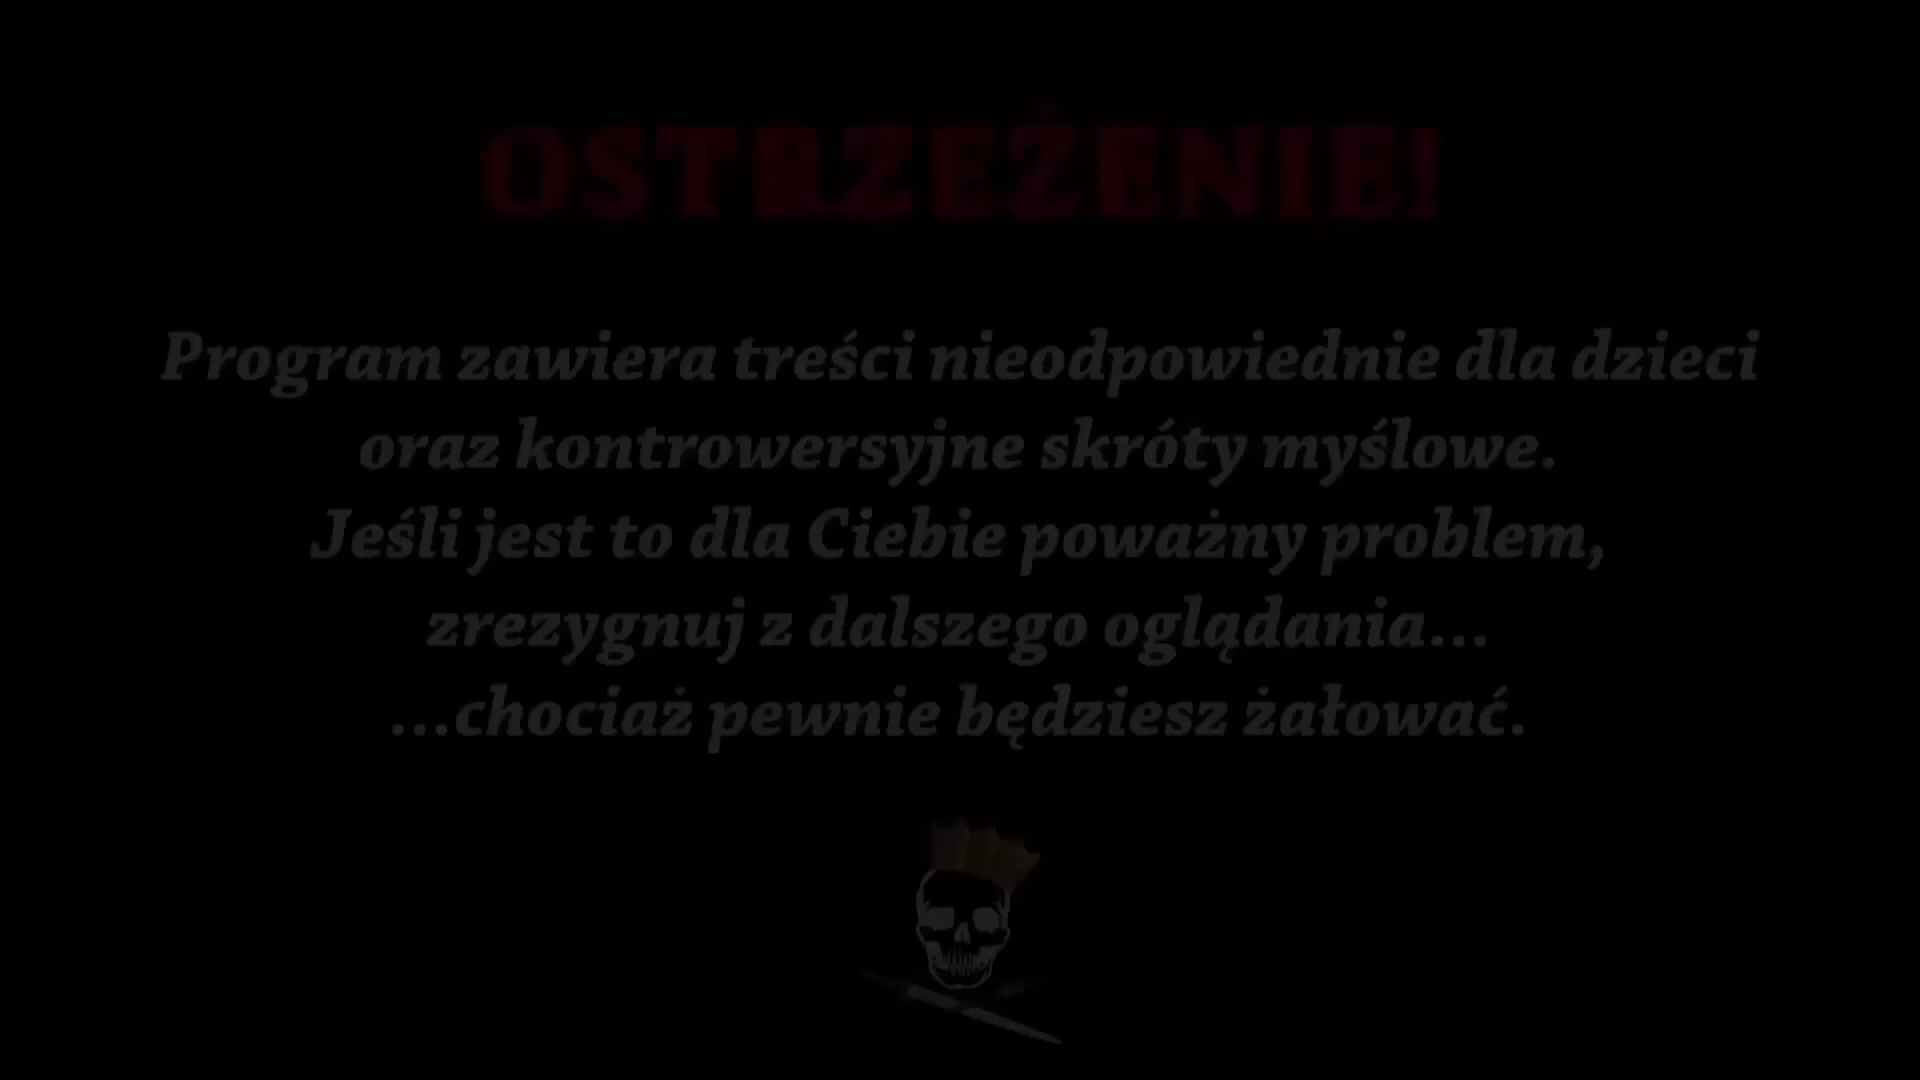 OSTRZEŻENIE!
Program zawiera treści nieodpowiednie dla dzieci
oraz kontrowersyjne skróty myślowe.
Jeśli jest to dla Ciebie poważny problem,
zrezygnuj z dalszego oglądania...
...chociaż pewnie będziesz żałować.